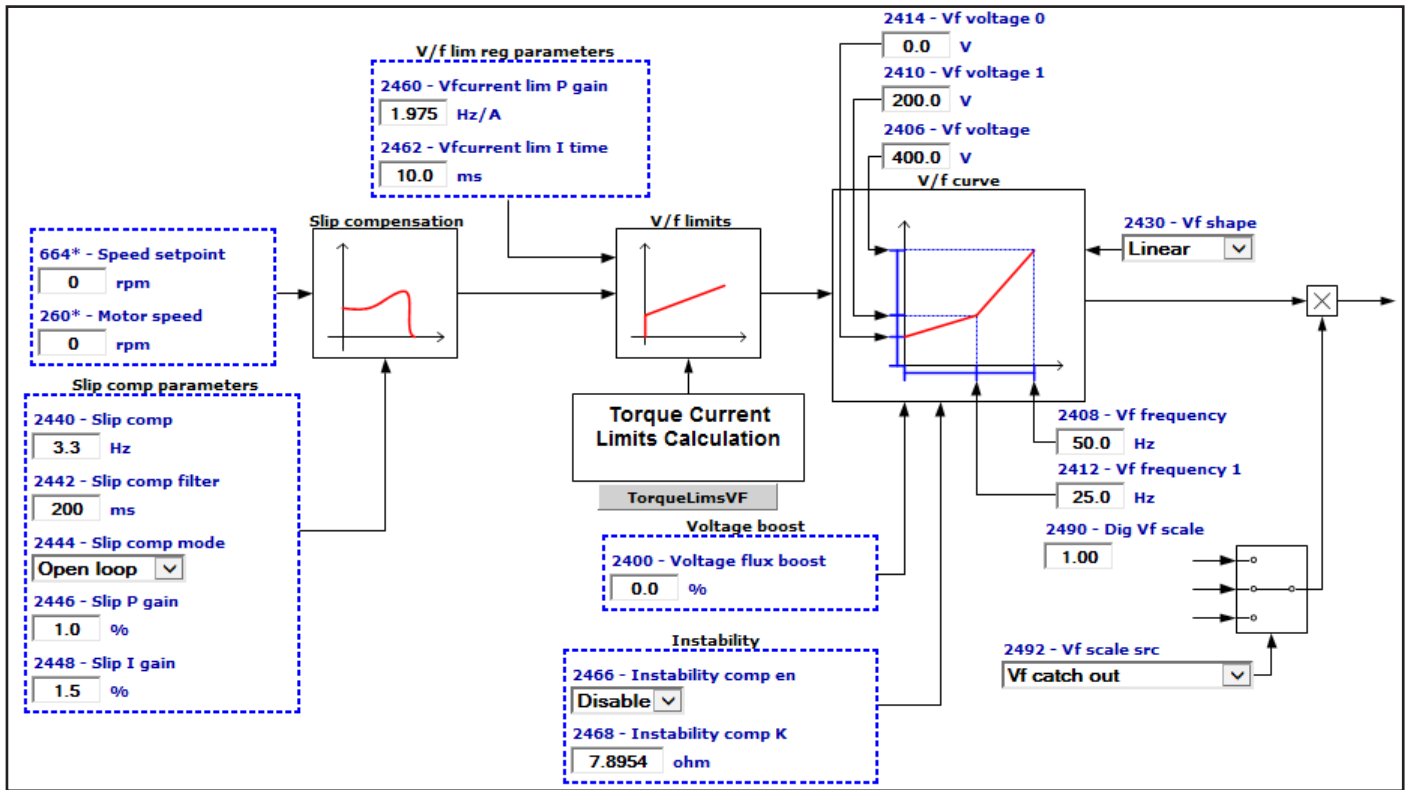 V/f lim reg parameters
2460 - Vfcurrent lim P gain
1.975 Hz/A
2462 - Vfcurrent lim I time
10.0 ms
2414 - Vf voltage 0
0.0 V
2410 - Vf voltage 1
200.0 V
2406 - Vf voltage
400.0 V
V/f curve
Slip compensation
V/f limits
2430 - Vf shape
Linear
664* - Speed setpoint
0 rpm
260* - Motor speed
0 rpm
Slip comp parameters
2440 - Slip comp
3.3 Hz
2442 - Slip comp filter
200 ms
2444 - Slip comp mode
Open loop
2446 - Slip P gain
1.0 %
2448 - Slip I gain
1.5 %
Torque Current
Limits Calculation
TorqueLimsVF
2408 - Vf frequency
50.0 Hz
2412 - Vf frequency 1
25.0 Hz
Voltage boost
2400 - Voltage flux boost
0.0 %
2490 - Dig Vf scale
1.00
Instability
2466 - Instability comp en
Disable
2468 - Instability comp K
7.8954 ohm
2492 - Vf scale src
Vf catch out